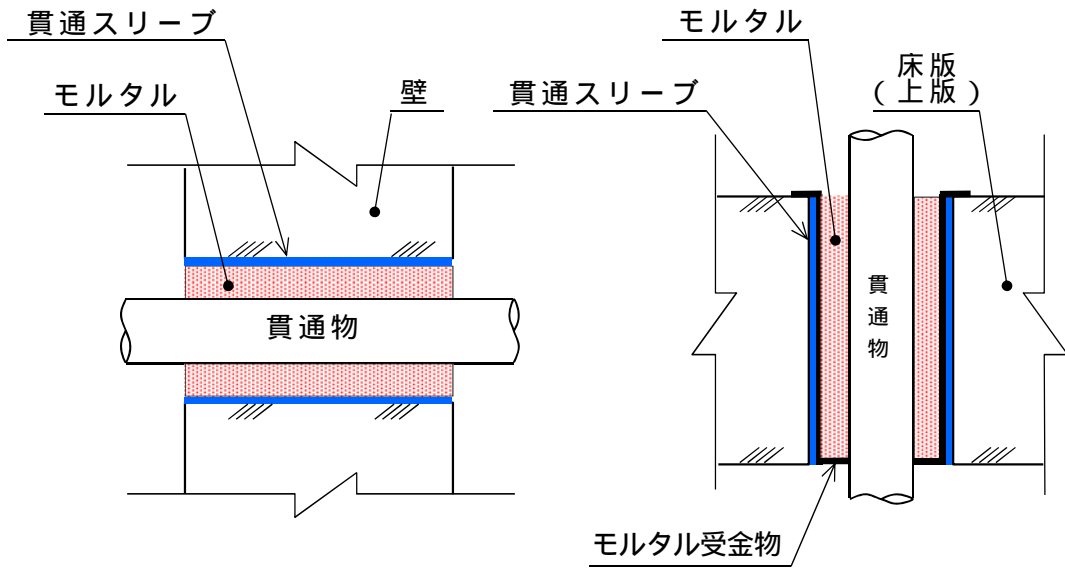 貫通スリーブ
モルタル
壁
貫通物
モルタル
貫通スリーブ
床版
（上版）
貫通物
モルタル受金物